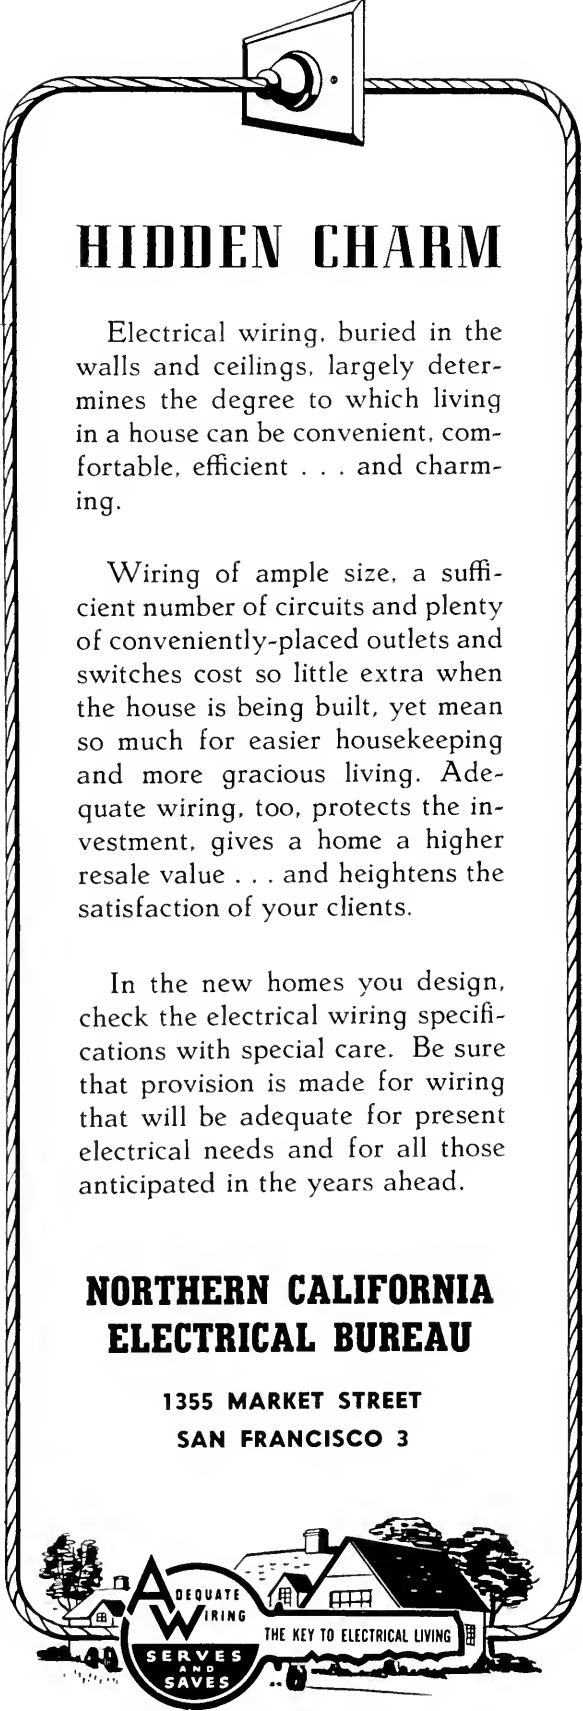 HIDDEN CHARM
Electrical wiring, buried in the
walls and ceilings, largely deter-
mines the degree to which living
in a house can be convenient, com-
fortable, efficient . . . and charm-
ing.
Wiring of ample size, a suffi-
cient number of circuits and plenty
of conveniently-placed outlets and
switches cost so little extra when
the house is being built, yet mean
so much for easier housekeeping
and more gracious living. Ade-
quate wiring, too, protects the in-
vestment, gives a home a higher
resale value . . . and heightens the
satisfaction of your clients.
In the new homes you design,
check the electrical wiring specifi-
cations with special care. Be sure
that provision is made for wiring
that will be adequate for present
electrical needs and for all those
anticipated in the years ahead.
NORTHERN CALIFORNIA
ELECTRICAL BUREAU
1355 MARKET STREET
SAN FRANCISCO 3
ADEQUATE
WIRING
SERVES
AND
SAVES
THE KEY TO ELECTRICAL LIVING